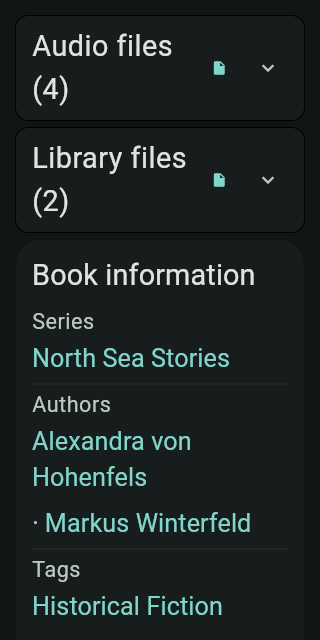 Audio files
(4)
Library files
(2)
Book information
Series
North Sea Stories
Authors
Alexandra von
Hohenfels
· Markus Winterfeld
Tags
Historical Fiction